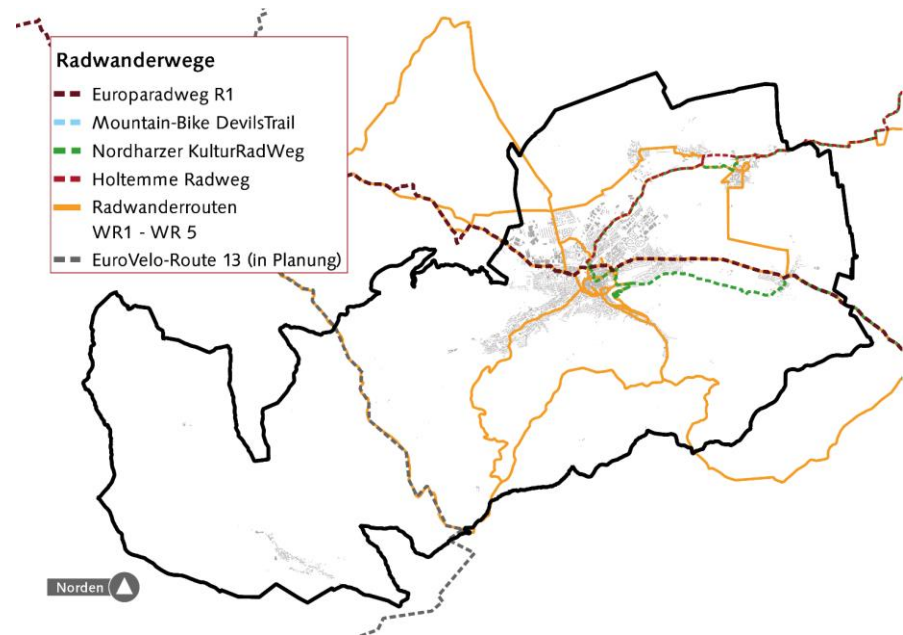 Radwanderwege
Europaradweg R1
Mountain-Bike DevilsTrail
Nordharzer KulturRadWeg
Holtemme Radweg
Radwanderrouten
WR1 - WR 5
EuroVelo-Route 13 (in Planung)
Norden